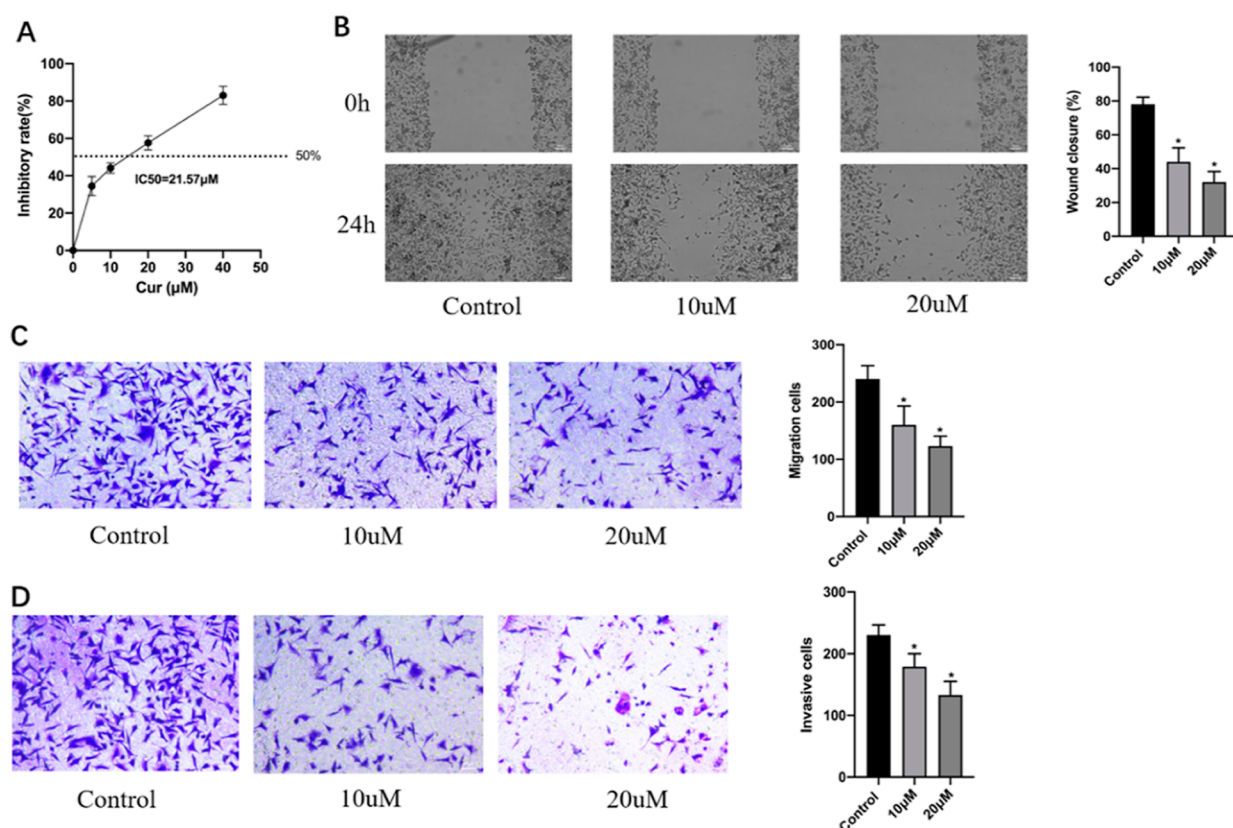 A
Inhibitory rate(%)
100
80
60
40
20
0
50%
IC50=21.57μM
0 10 20 30 40 50
Cur (μM)
B
0h
24h
Control 10uM 20uM
Wound closure (%)
100
80
60
40
20
0
Control 10μM 20μM
* *
C
Control 10uM 20uM
Migration cells
300
200
100
0
* *
Control 10μM 20μM
D
Control 10uM 20uM
Invasive cells
300
200
100
0
* *
Control 10μM 20μM